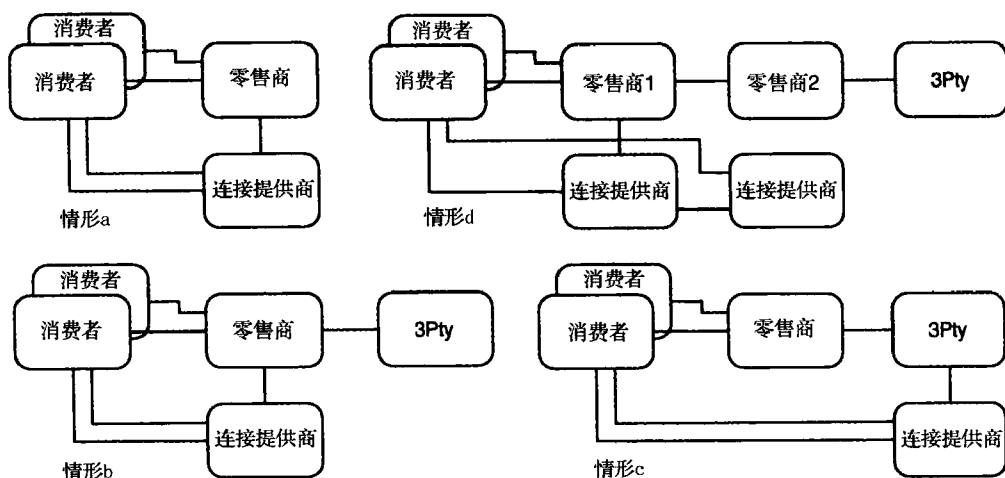 消费者
消费者
零售商
连接提供商
情形a
消费者
消费者
零售商1
零售商2
3Pty
连接提供商
连接提供商
情形d
消费者
消费者
零售商
3Pty
连接提供商
情形b
消费者
消费者
零售商
3Pty
连接提供商
情形c